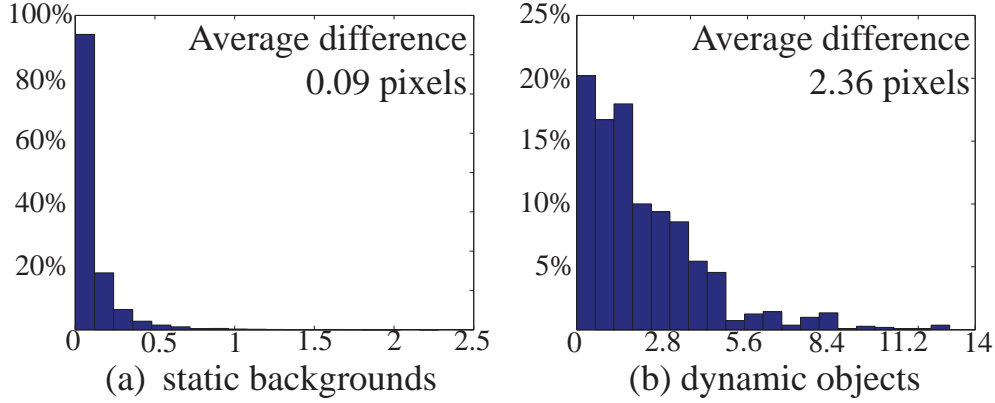 100%
80%
60%
40%
20%
Average difference
0.09 pixels
0 0.5 1 1.5 2 2.5
(a) static backgrounds
25%
20%
15%
10%
5%
Average difference
2.36 pixels
0 2.8 5.6 8.4 11.2 14
(b) dynamic objects